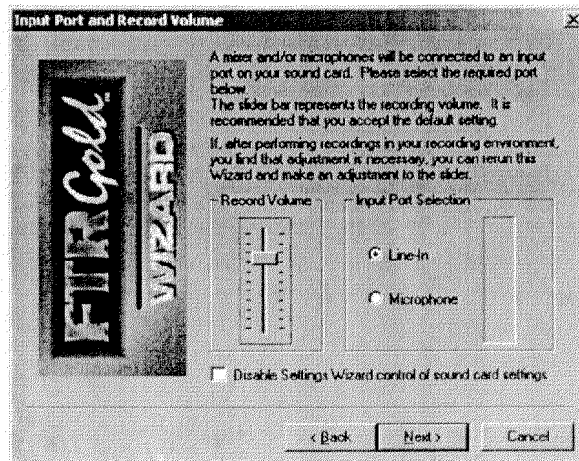 Input Port and Record Volume
A mixer and/or microphones will be connected to an input
port on your sound card. Please select the required port
below.
The slider bar represents the recording volume. It is
recommended that you accept the default setting.
If, after performing recordings in your recording environment,
you find that adjustment is necessary, you can rerun this
Wizard and make an adjustment to the slider.
FTR Gold
WIZARD
Record Volume
Input Port Selection
Line-In
Microphone
Disable Settings Wizard control of sound card settings
< Back
Next >
Cancel